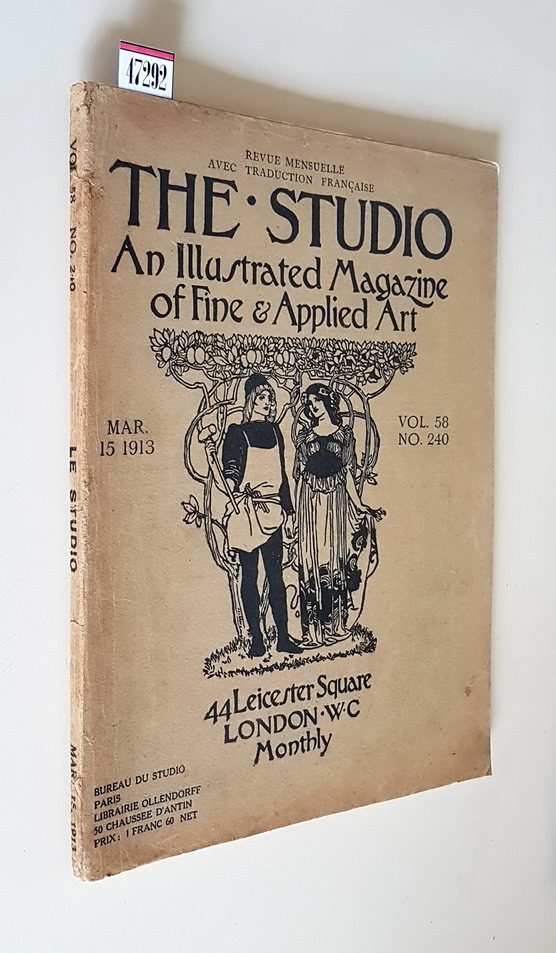 47292
REVUE MENSUELLE
AVEC TRADUCTION FRANÇAISE
THE · STUDIO
An Illustrated Magazine
of Fine & Applied Art
MAR.
15 1913
VOL. 58
NO. 240
44 Leicester Square
LONDON · W · C
Monthly
BUREAU DU STUDIO
PARIS
LIBRAIRIE OLLENDORFF
50 CHAUSSEE D'ANTIN
PRIX : 1 FRANC 60 NET
VOL. 58 NO. 240 LE STUDIO MAR. 15 1913